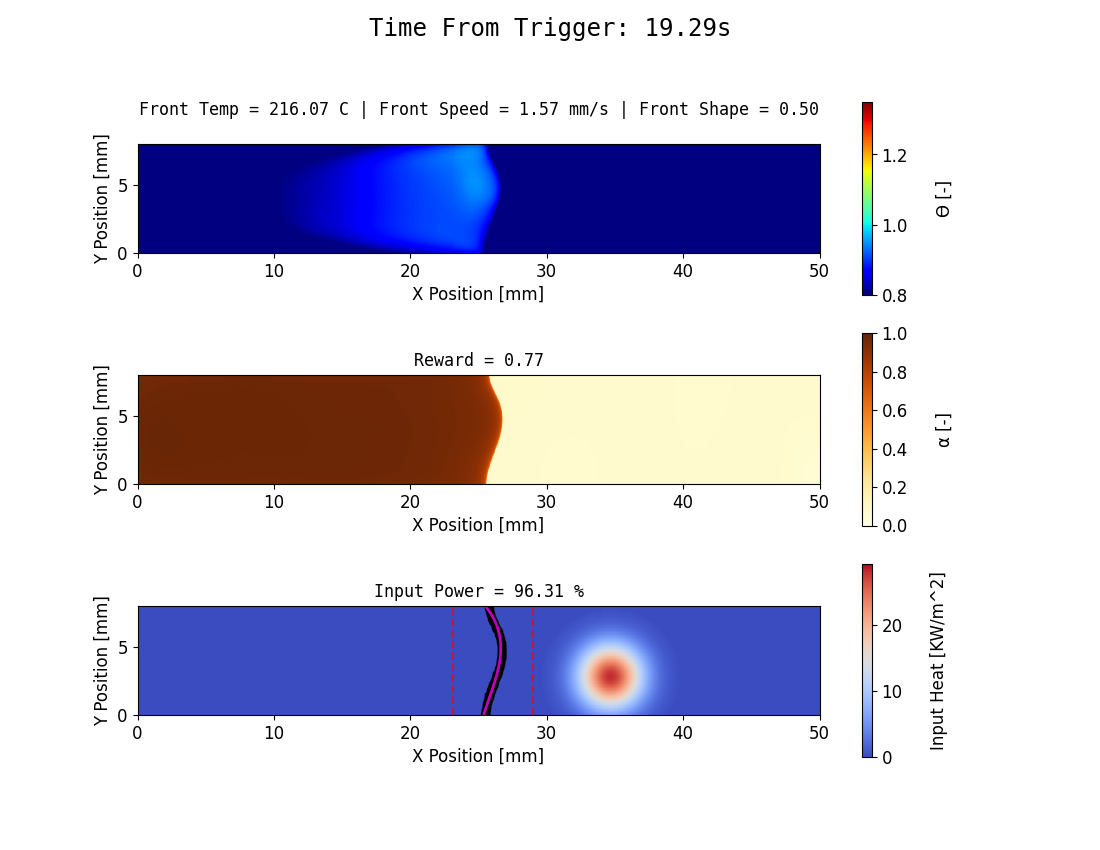 Time From Trigger: 19.29s
Front Temp = 216.07 C | Front Speed = 1.57 mm/s | Front Shape = 0.50
Y Position [mm]
5
0
0 10 20 30 40 50
X Position [mm]
1.2
1.0
0.8
Θ [-]
Reward = 0.77
Y Position [mm]
5
0
0 10 20 30 40 50
X Position [mm]
1.0
0.8
0.6
0.4
0.2
0.0
α [-]
Input Power = 96.31 %
Y Position [mm]
5
0
0 10 20 30 40 50
X Position [mm]
20
10
0
Input Heat [KW/m^2]